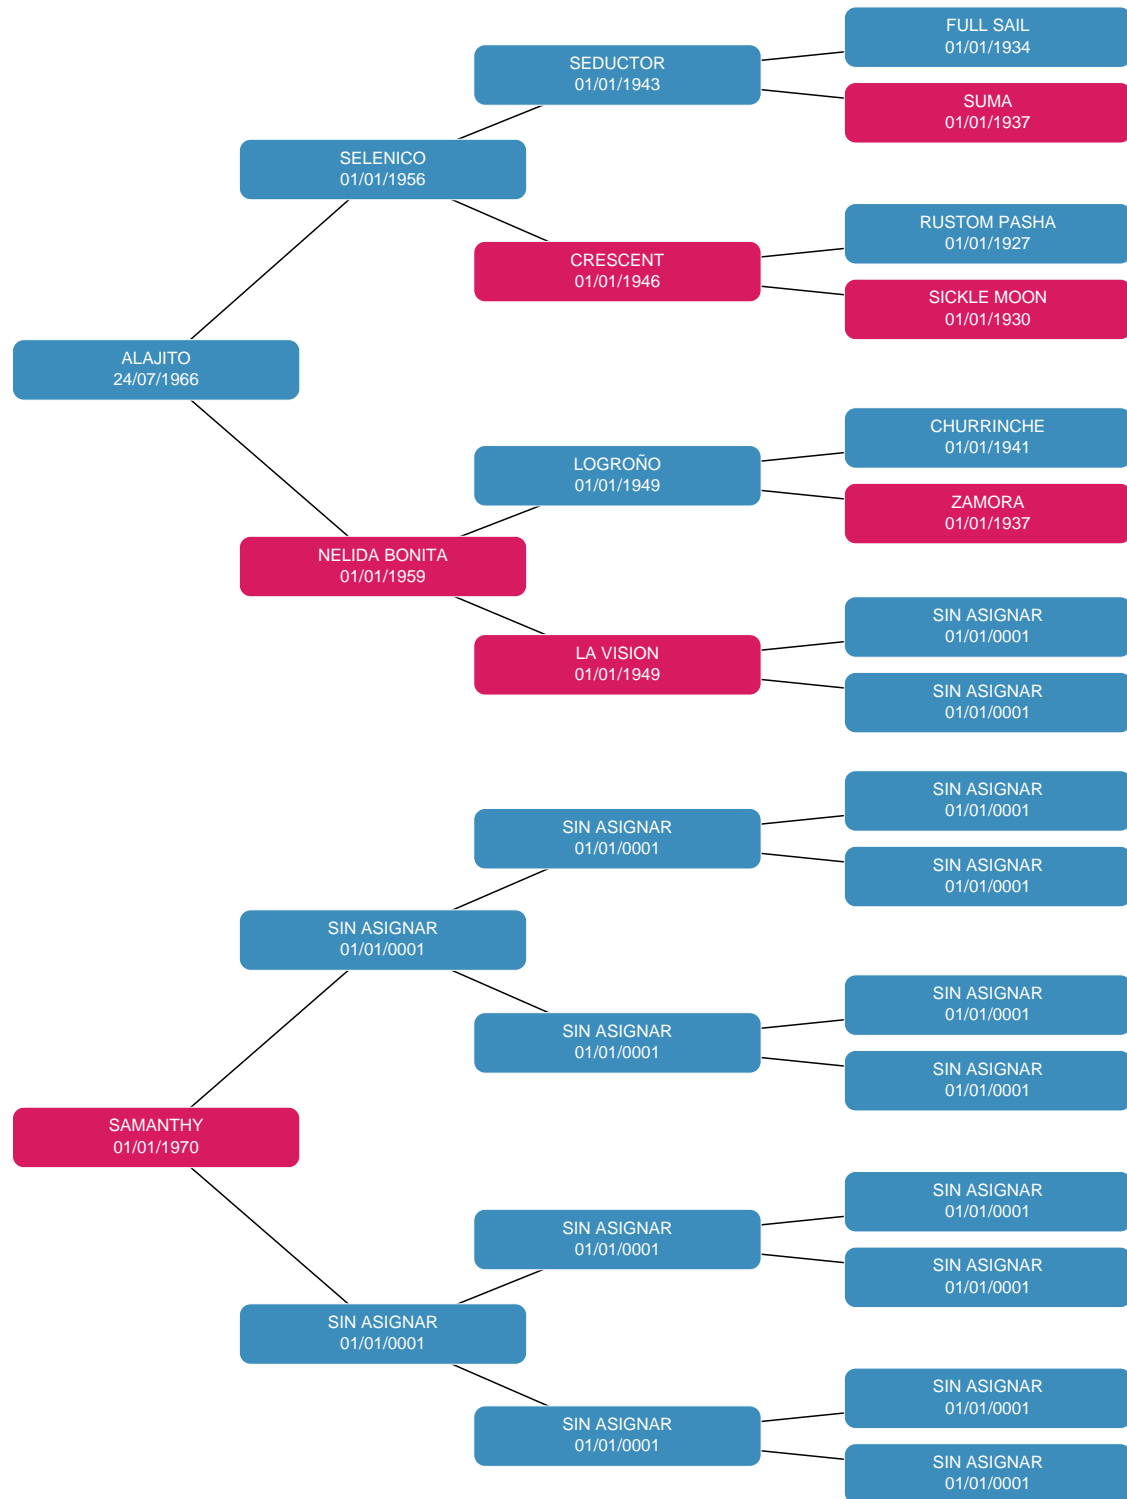 FULL SAIL
01/01/1934
SEDUCTOR
01/01/1943
SUMA
01/01/1937
SELENICO
01/01/1956
RUSTOM PASHA
01/01/1927
CRESCENT
01/01/1946
SICKLE MOON
01/01/1930
ALAJITO
24/07/1966
CHURRINCHE
01/01/1941
LOGROÑO
01/01/1949
ZAMORA
01/01/1937
NELIDA BONITA
01/01/1959
SIN ASIGNAR
01/01/0001
LA VISION
01/01/1949
SIN ASIGNAR
01/01/0001
SIN ASIGNAR
01/01/0001
SIN ASIGNAR
01/01/0001
SIN ASIGNAR
01/01/0001
SIN ASIGNAR
01/01/0001
SIN ASIGNAR
01/01/0001
SIN ASIGNAR
01/01/0001
SIN ASIGNAR
01/01/0001
SAMANTHY
01/01/1970
SIN ASIGNAR
01/01/0001
SIN ASIGNAR
01/01/0001
SIN ASIGNAR
01/01/0001
SIN ASIGNAR
01/01/0001
SIN ASIGNAR
01/01/0001
SIN ASIGNAR
01/01/0001
SIN ASIGNAR
01/01/0001